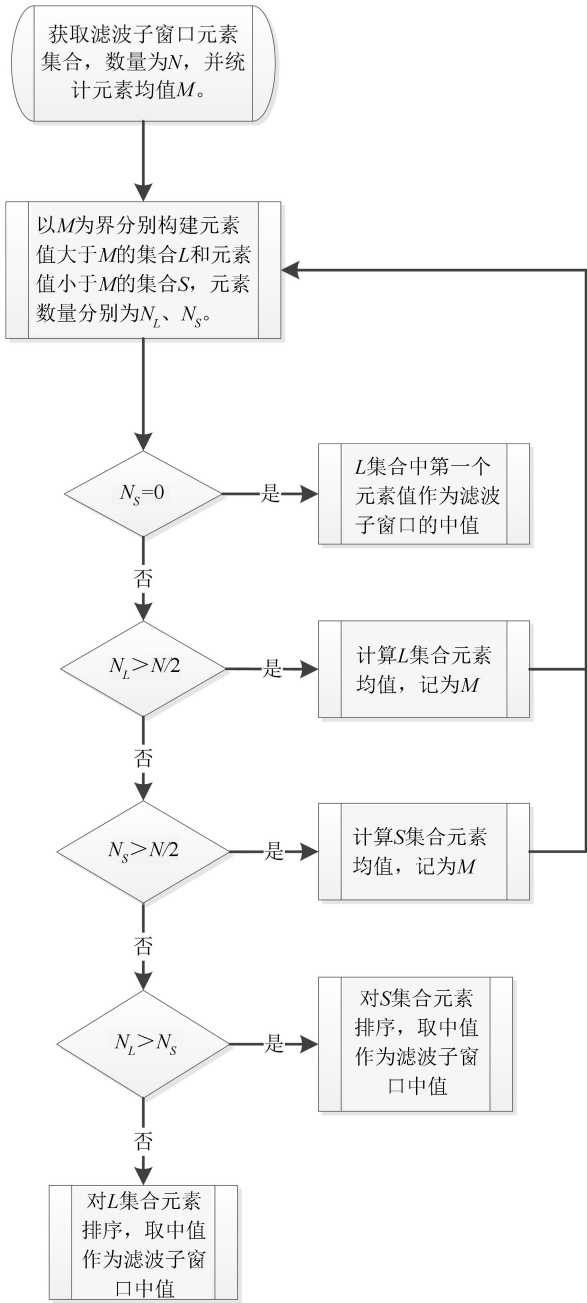 获取滤波子窗口元素
集合，数量为N，并统
计元素均值M。
以M为界分别构建元素
值大于M的集合L和元素
值小于M的集合S，元素
数量分别为N_L、N_S。
N_S=0
是
L集合中第一个
元素值作为滤波
子窗口的中值
否
N_L＞N/2
是
计算L集合元素
均值，记为M
否
N_S＞N/2
是
计算S集合元素
均值，记为M
否
N_L＞N_S
是
对S集合元素
排序，取中值
作为滤波子窗
口中值
否
对L集合元素
排序，取中值
作为滤波子窗
口中值